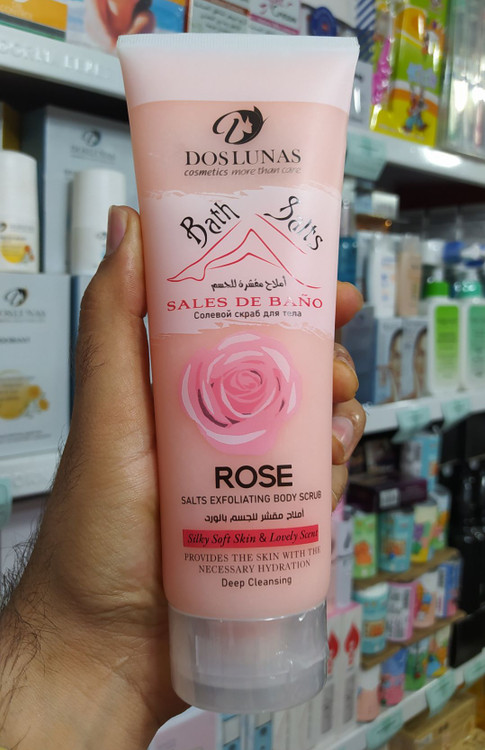 DOSLUNAS
cosmetics more than care
Bath Salts
أملاح مقشرة للجسم
SALES DE BAÑO
Солевой скраб для тела
ROSE
SALTS EXFOLIATING BODY SCRUB
أملاح مقشر للجسم بالورد
Silky Soft Skin & Lovely Scent
PROVIDES THE SKIN WITH THE
NECESSARY HYDRATION
Deep Cleansing
DOSLUNAS